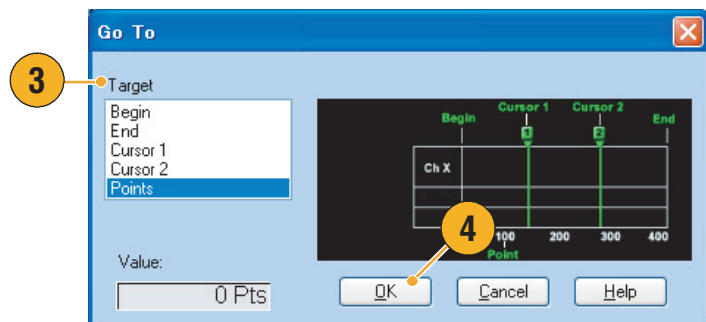 Go To
3
Target
Begin
End
Cursor 1
Cursor 2
Points
Begin Cursor 1 Cursor 2 End
1 2
Ch X
100 200 300 400
Point
4
Value:
0 Pts
OK Cancel Help